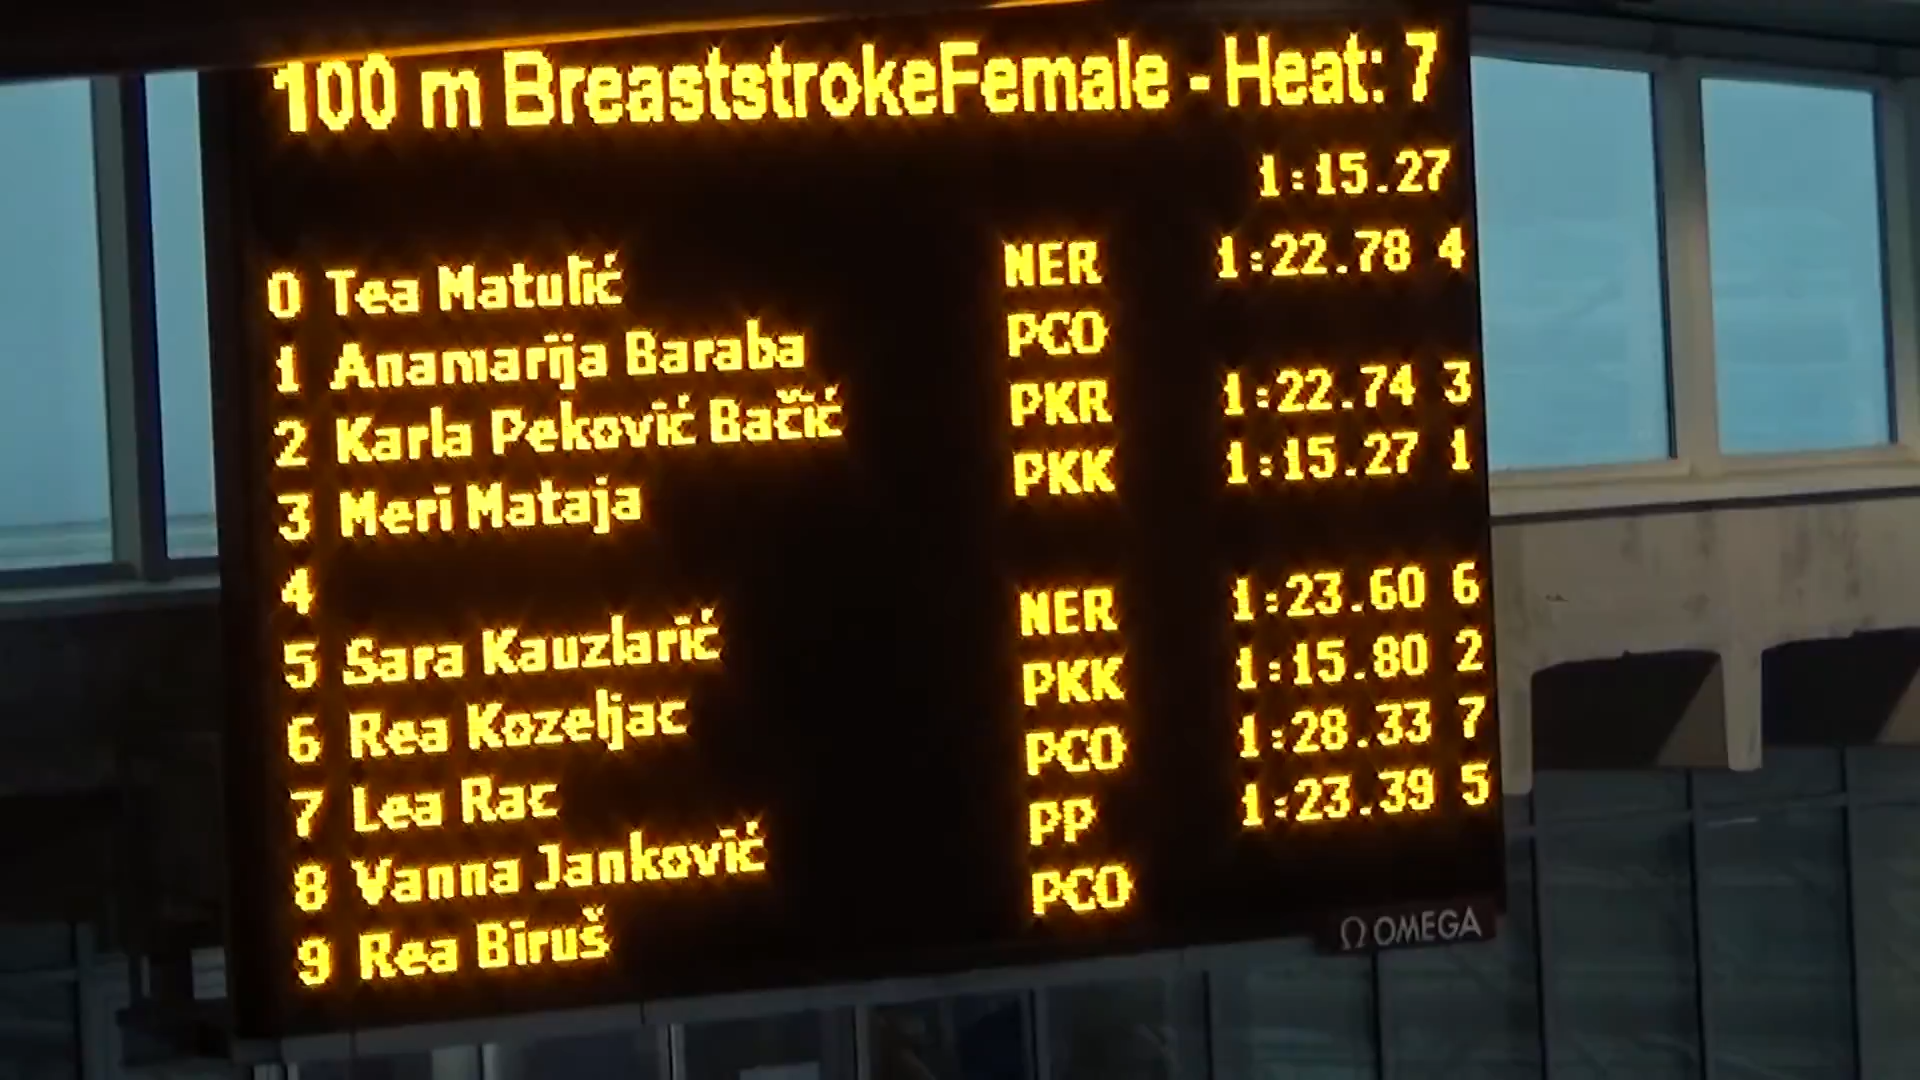 100 m BreaststrokeFemale - Heat: 7
1:15.27
0 Tea Matulić NER 1:22.78 4
1 Anamarija Baraba PCO
2 Karla Peković Bačić PKR 1:22.74 3
3 Meri Mataja PKK 1:15.27 1
4
5 Sara Kauzlarić NER 1:23.60 6
6 Rea Kozeljac PKK 1:15.80 2
7 Lea Rac PCO 1:28.33 7
8 Vanna Janković PP 1:23.39 5
9 Rea Biruš PCO
Ω OMEGA